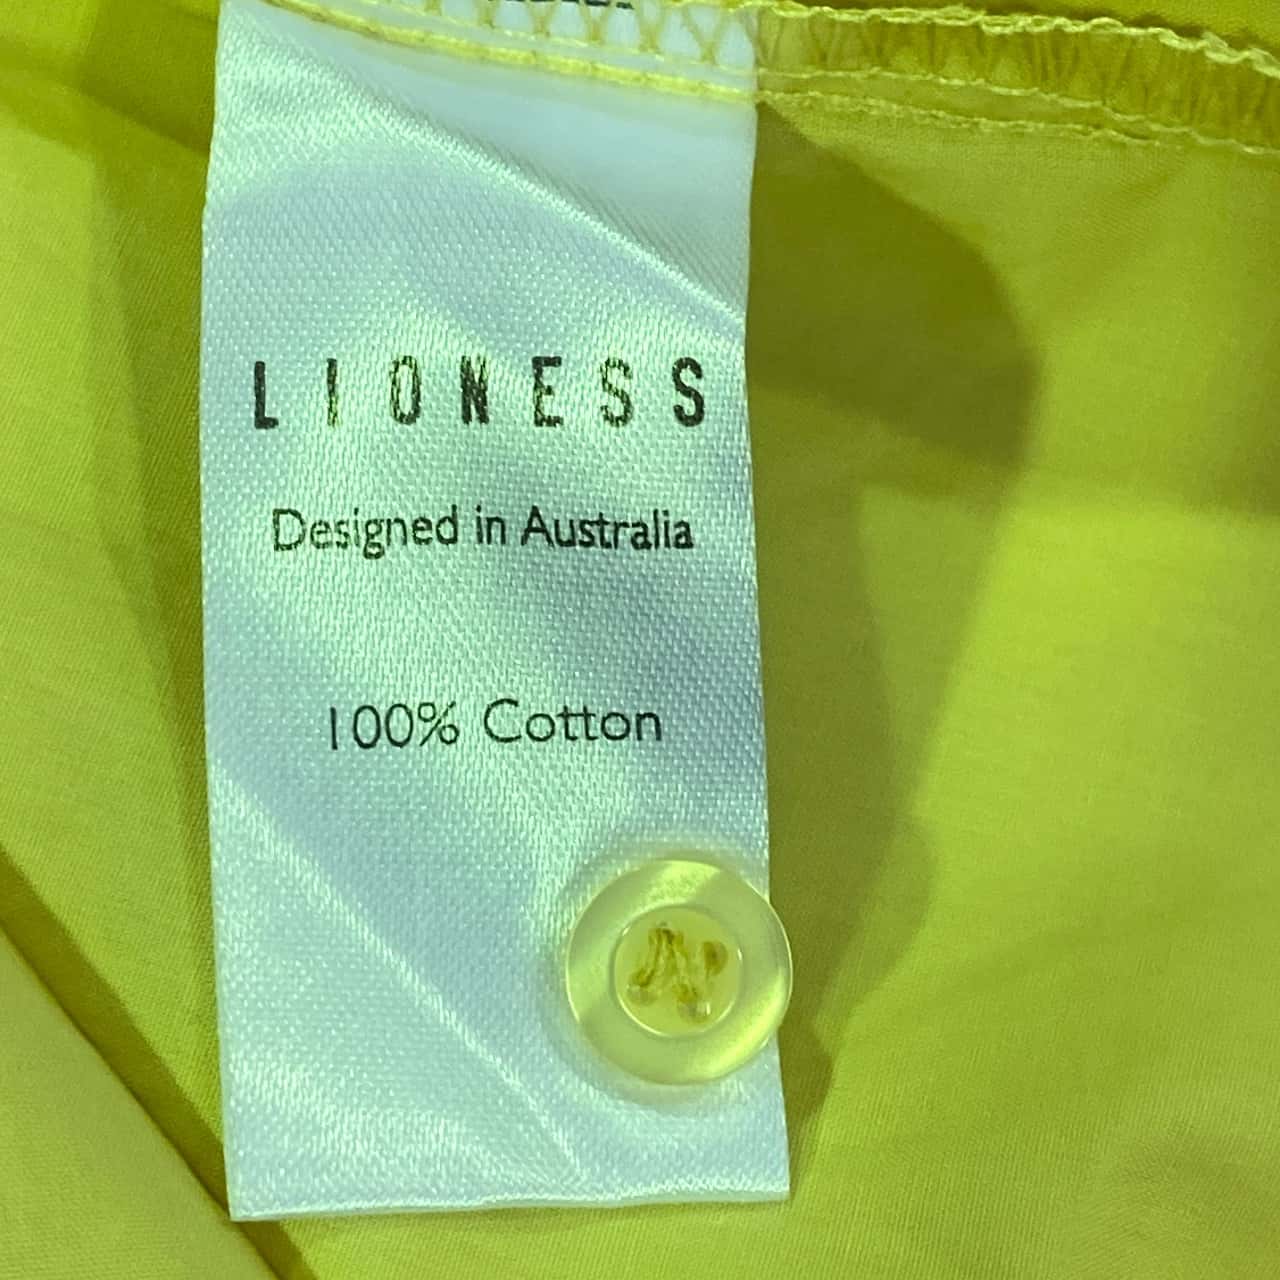 LIONESS
Designed in Australia
100% Cotton